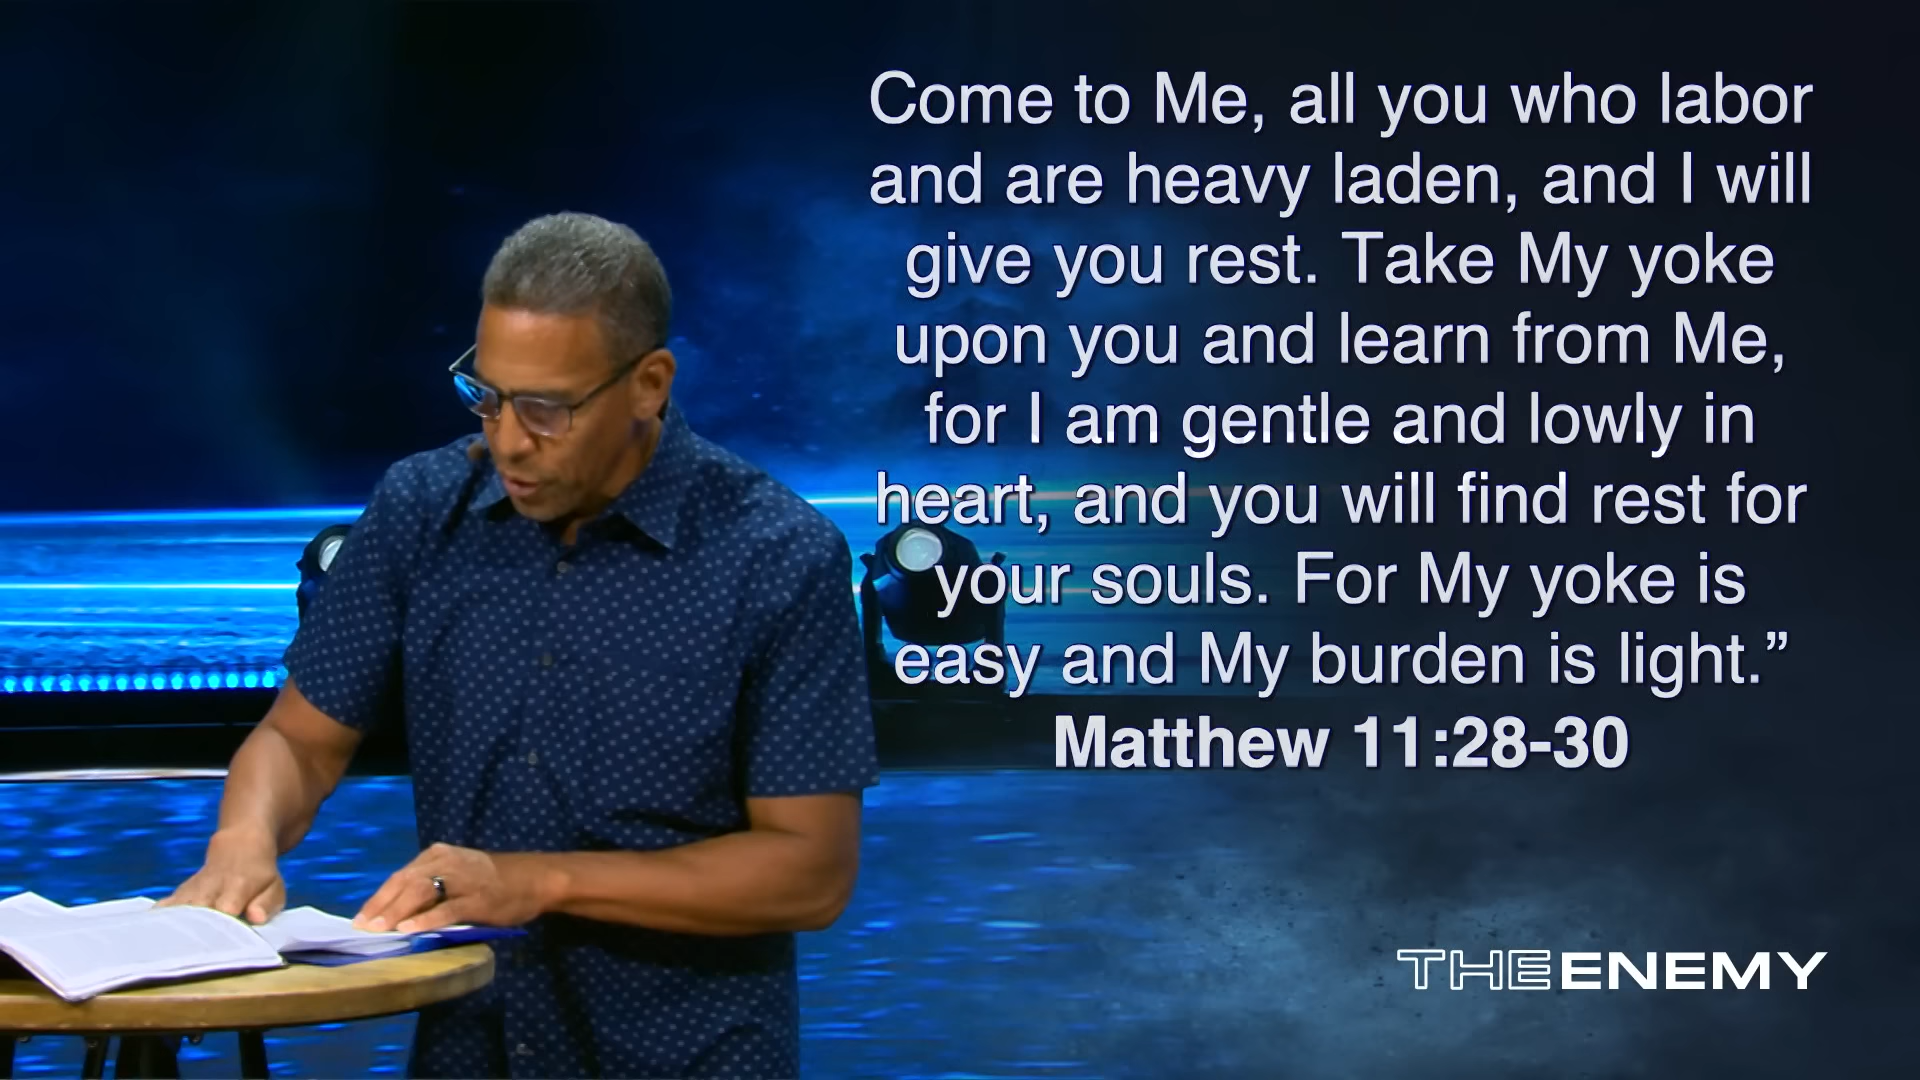 Come to Me, all you who labor
and are heavy laden, and I will
give you rest. Take My yoke
upon you and learn from Me,
for I am gentle and lowly in
heart, and you will find rest for
your souls. For My yoke is
easy and My burden is light.”
Matthew 11:28-30
THEENEMY